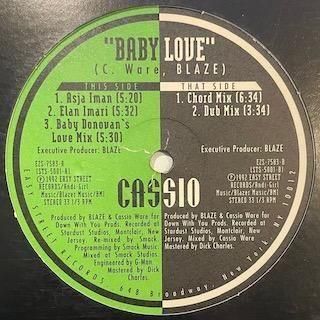 "BABY LOVE"
(C. Ware, BLAZE)
THIS SIDE
1. Asja Iman (5:20)
2. Elan Imari (5:32)
3. Baby Donovan's
Love Mix (5:30)
Executive Producer: BLAZE
EZS-7583-A
(STS-5001-A)
℗ 1992 EAST STREET
RECORDS/Andi-Girl
Music/Blazer Music/BMI
STEREO 33 1/3 RPM
THAT SIDE
1. Chord Mix (6:34)
2. Dub Mix (3:34)
Executive Producer: BLAZE
EZS-7583-B
(STS-5001-B)
℗ 1992 EAST STREET
RECORDS/Andi-Girl
Music/Blazer Music/BMI
STEREO 33 1/3 RPM
CASSIO
Produced by BLAZE & Cassio Ware for
Down With You Prods. Recorded at
Stardust Studios, Montclair, New
Jersey. Re-mixed by Smack.
Programming by Smack Music.
Mixed at Smack Studios.
Engineered by G-Man.
Mastered by Dick
Charles.
Produced by BLAZE & Cassio Ware for
Down With You Prods. Recorded at
Stardust Studios, Montclair, New
Jersey. Mixed by Cassio Ware.
Mastered by Dick Charles.
EAST STREET RECORDS, 648 Broadway, New York, NY 10012